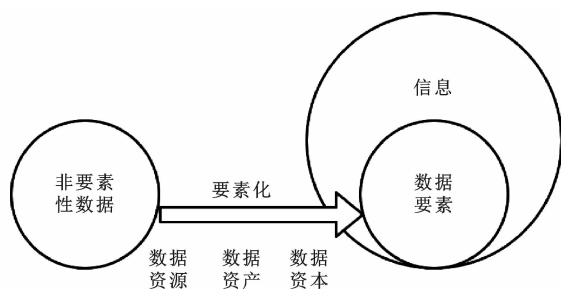 信息
非要素
性数据
要素化
数据
要素
数据 数据 数据
资源 资产 资本